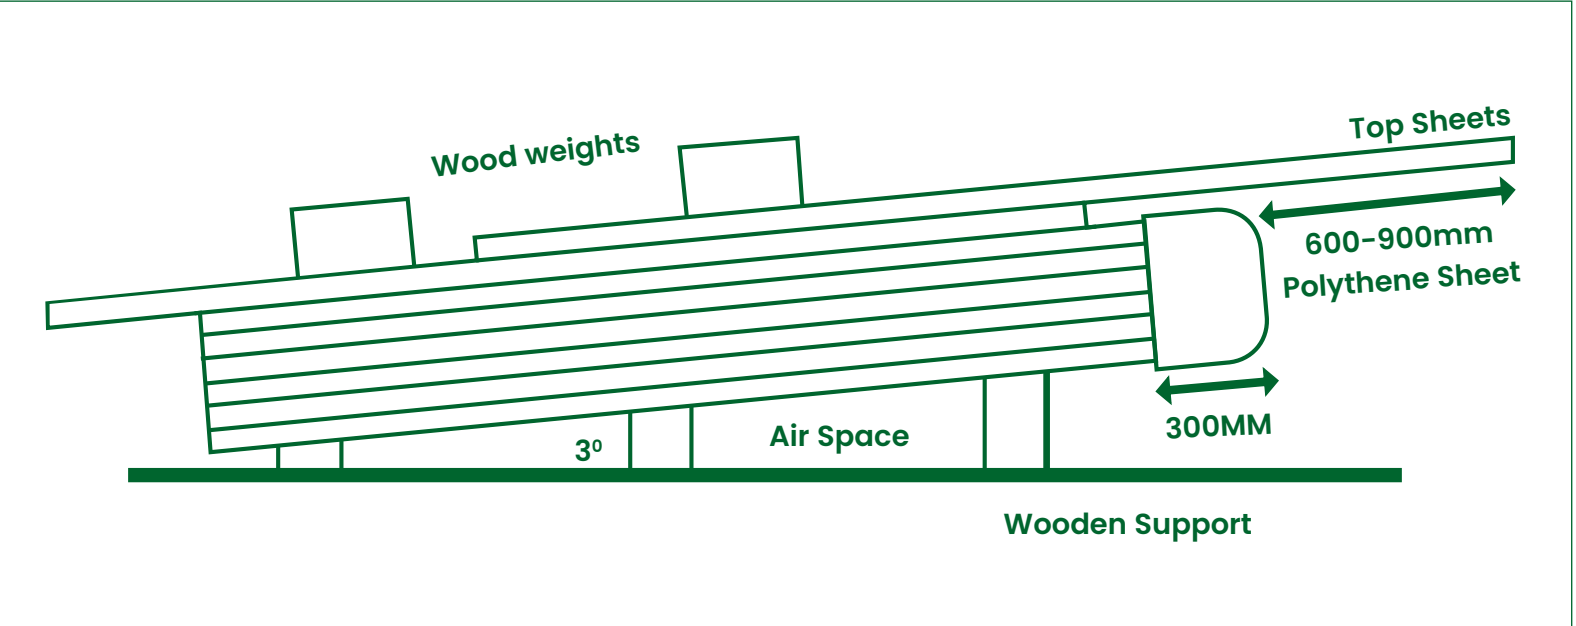 Top Sheets
Wood weights
600-900mm
Polythene Sheet
300MM
3⁰
Air Space
Wooden Support